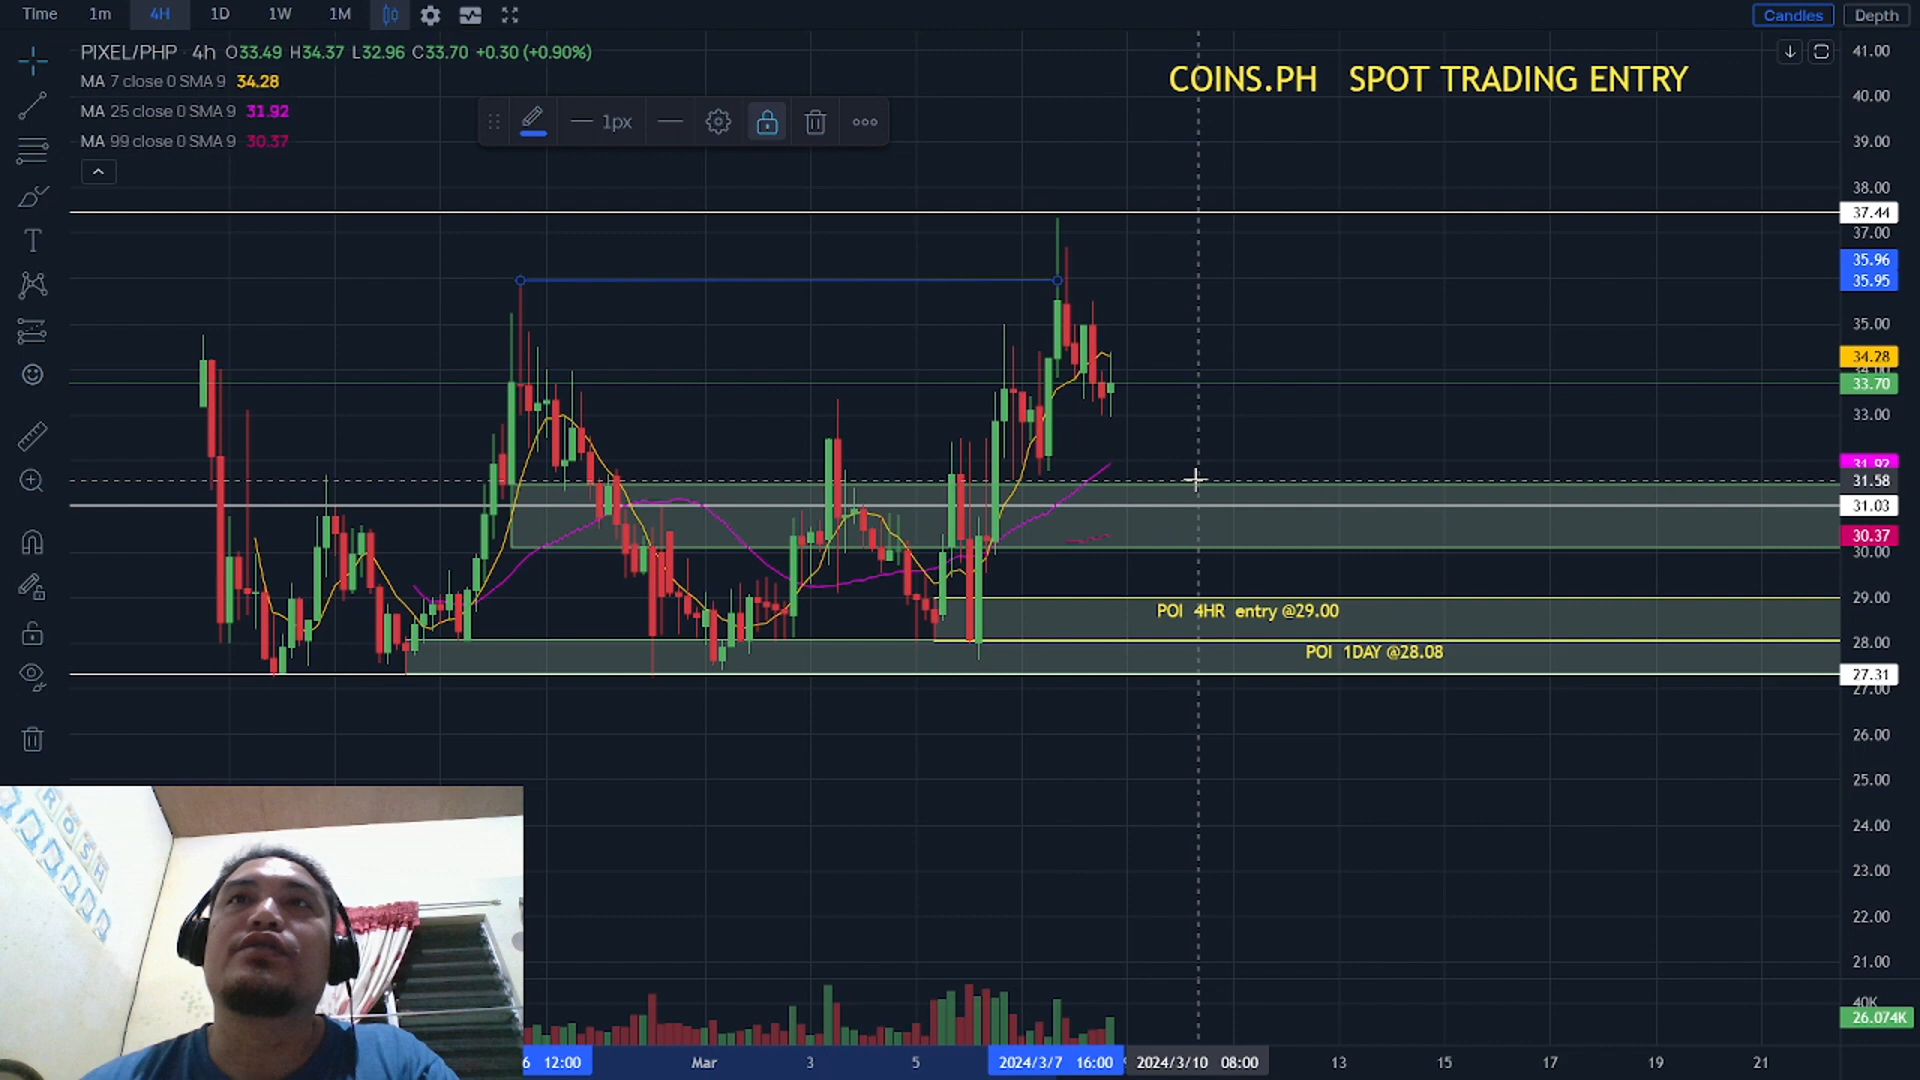 Time 1m 4H 1D 1W 1M Candles Depth
PIXEL/PHP · 4h O33.49 H34.37 L32.96 C33.70 +0.30 (+0.90%)
MA 7 close 0 SMA 9 34.28
MA 25 close 0 SMA 9 31.92
MA 99 close 0 SMA 9 30.37
1px
COINS.PH SPOT TRADING ENTRY
41.00
40.00
39.00
38.00
37.44
37.00
35.96
35.95
35.00
34.28
34.00
33.70
33.00
31.92
31.58
31.03
30.37
30.00
29.00
POI 4HR entry @29.00
28.00
POI 1DAY @28.08
27.31
27.00
26.00
25.00
24.00
23.00
22.00
21.00
40K
26.074K
R
O
S
H
6 12:00 Mar 3 5 2024/3/7 16:00 2024/3/10 08:00 13 15 17 19 21